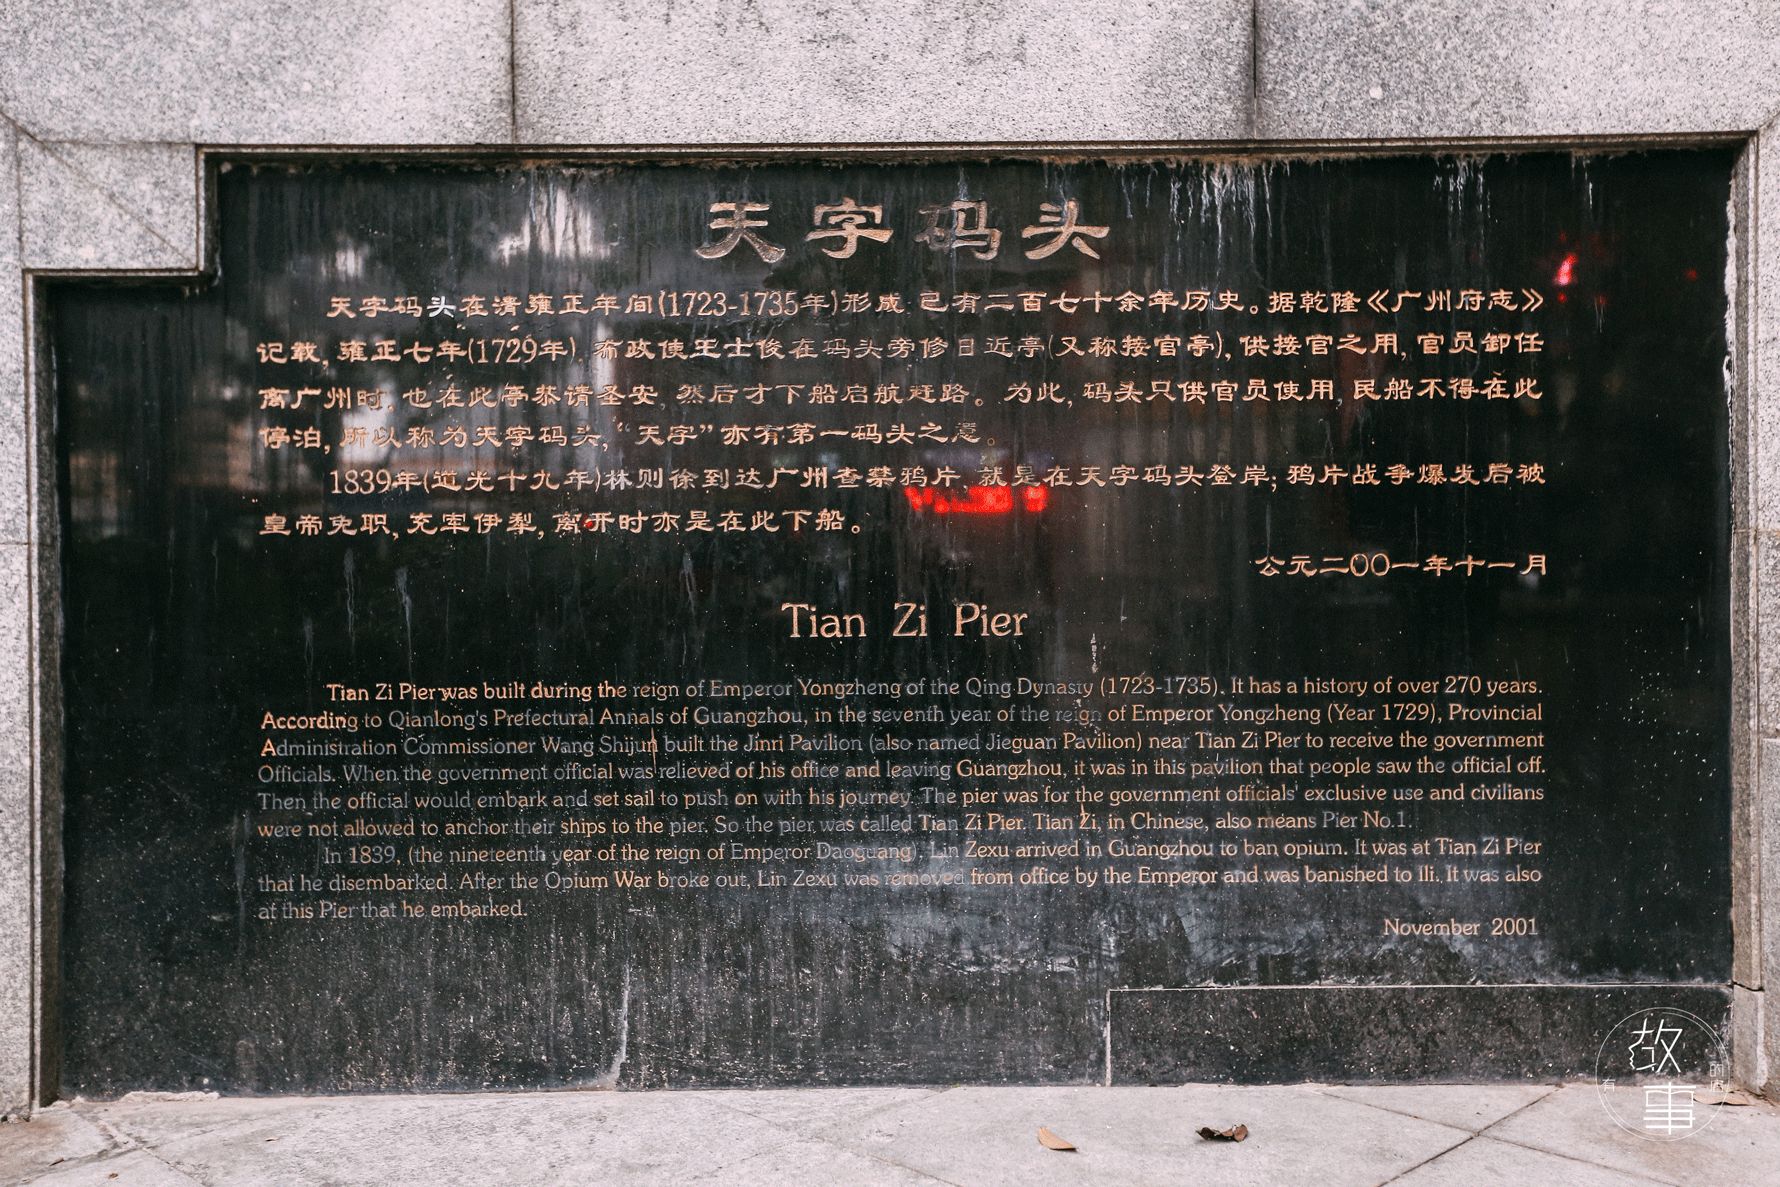 天字码头
天字码头在清雍正年间(1723-1735年)形成,已有二百七十余年历史。据乾隆《广州府志》
记载,雍正七年(1729年),布政使王士俊在码头旁修日近亭(又称接官亭),供接官之用,官员卸任
离广州时,也在此亭恭请圣安,然后才下船启航赶路。为此,码头只供官员使用,民船不得在此
停泊,所以称为天字码头,“天字”亦有第一码头之意。
1839年(道光十九年)林则徐到达广州查禁鸦片,就是在天字码头登岸;鸦片战争爆发后被
皇帝免职,充军伊犁,离开时亦是在此下船。
公元二〇〇一年十一月
Tian Zi Pier
Tian Zi Pier was built during the reign of Emperor Yongzheng of the Qing Dynasty (1723-1735). It has a history of over 270 years.
According to Qianlong's Prefectural Annals of Guangzhou, in the seventh year of the reign of Emperor Yongzheng (Year 1729), Provincial
Administration Commissioner Wang Shijun built the Jinri Pavilion (also named Jieguan Pavilion) near Tian Zi Pier to receive the government
Officials. When the government official was relieved of his office and leaving Guangzhou, it was in this pavilion that people saw the official off.
Then the official would embark and set sail to push on with his journey. The pier was for the government officials' exclusive use and civilians
were not allowed to anchor their ships to the pier. So the pier was called Tian Zi Pier. Tian Zi, in Chinese, also means Pier No.1.
In 1839, (the nineteenth year of the reign of Emperor Daoguang), Lin Zexu arrived in Guangzhou to ban opium. It was at Tian Zi Pier
that he disembarked. After the Opium War broke out, Lin Zexu was removed from office by the Emperor and was banished to Ili. It was also
at this Pier that he embarked.
November 2001
有故事的